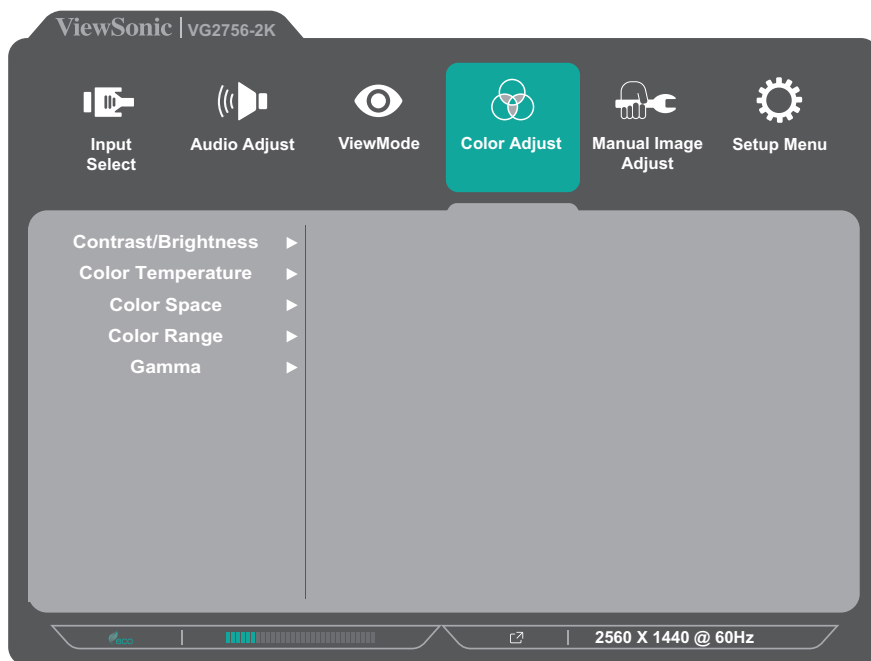 ViewSonic | VG2756-2K
Input Select
Audio Adjust
ViewMode
Color Adjust
Manual Image Adjust
Setup Menu
Contrast/Brightness
Color Temperature
Color Space
Color Range
Gamma
eco
2560 X 1440 @ 60Hz